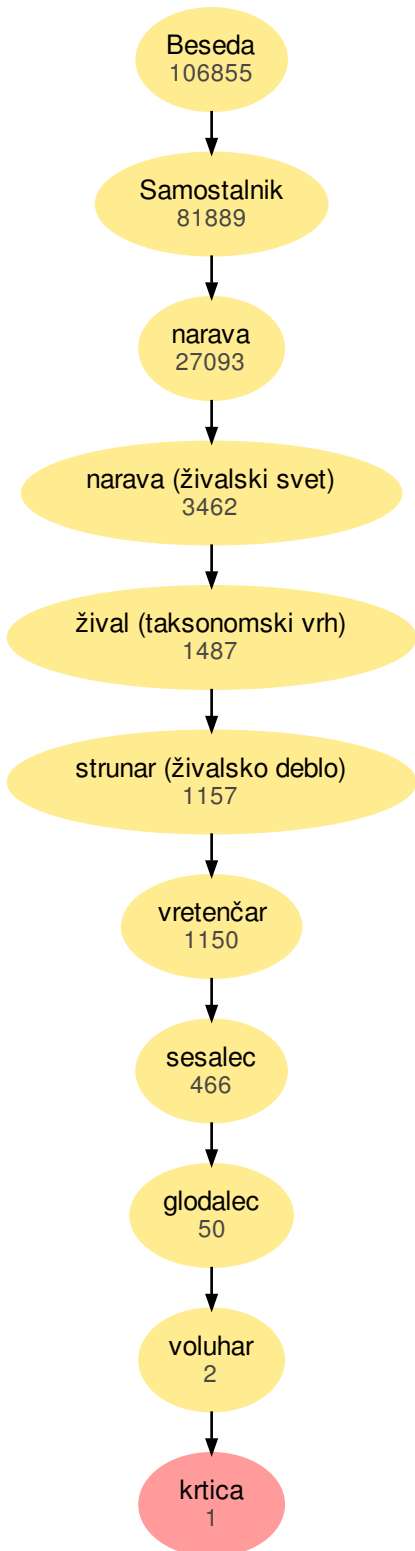 Beseda
106855
Samostalnik
81889
narava
27093
narava (živalski svet)
3462
žival (taksonomski vrh)
1487
strunar (živalsko deblo)
1157
vretenčar
1150
sesalec
466
glodalec
50
voluhar
2
krtica
1